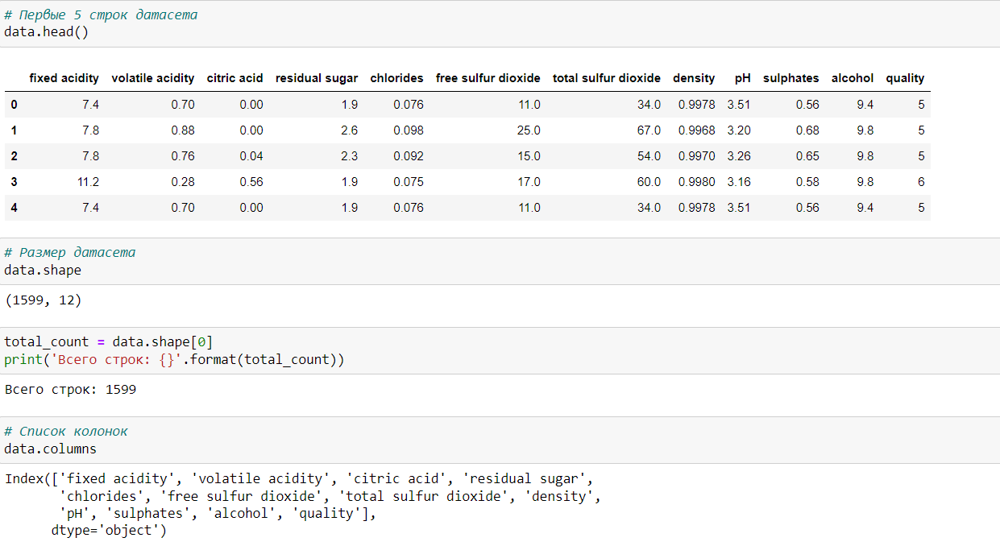 # Первые 5 строк датасета
data.head()
fixed acidity volatile acidity citric acid residual sugar chlorides free sulfur dioxide total sulfur dioxide density pH sulphates alcohol quality
0 7.4 0.70 0.00 1.9 0.076 11.0 34.0 0.9978 3.51 0.56 9.4 5
1 7.8 0.88 0.00 2.6 0.098 25.0 67.0 0.9968 3.20 0.68 9.8 5
2 7.8 0.76 0.04 2.3 0.092 15.0 54.0 0.9970 3.26 0.65 9.8 5
3 11.2 0.28 0.56 1.9 0.075 17.0 60.0 0.9980 3.16 0.58 9.8 6
4 7.4 0.70 0.00 1.9 0.076 11.0 34.0 0.9978 3.51 0.56 9.4 5
# Размер датасета
data.shape
(1599, 12)
total_count = data.shape[0]
print('Всего строк: {}'.format(total_count))
Всего строк: 1599
# Список колонок
data.columns
Index(['fixed acidity', 'volatile acidity', 'citric acid', 'residual sugar',
'chlorides', 'free sulfur dioxide', 'total sulfur dioxide', 'density',
'pH', 'sulphates', 'alcohol', 'quality'],
dtype='object')